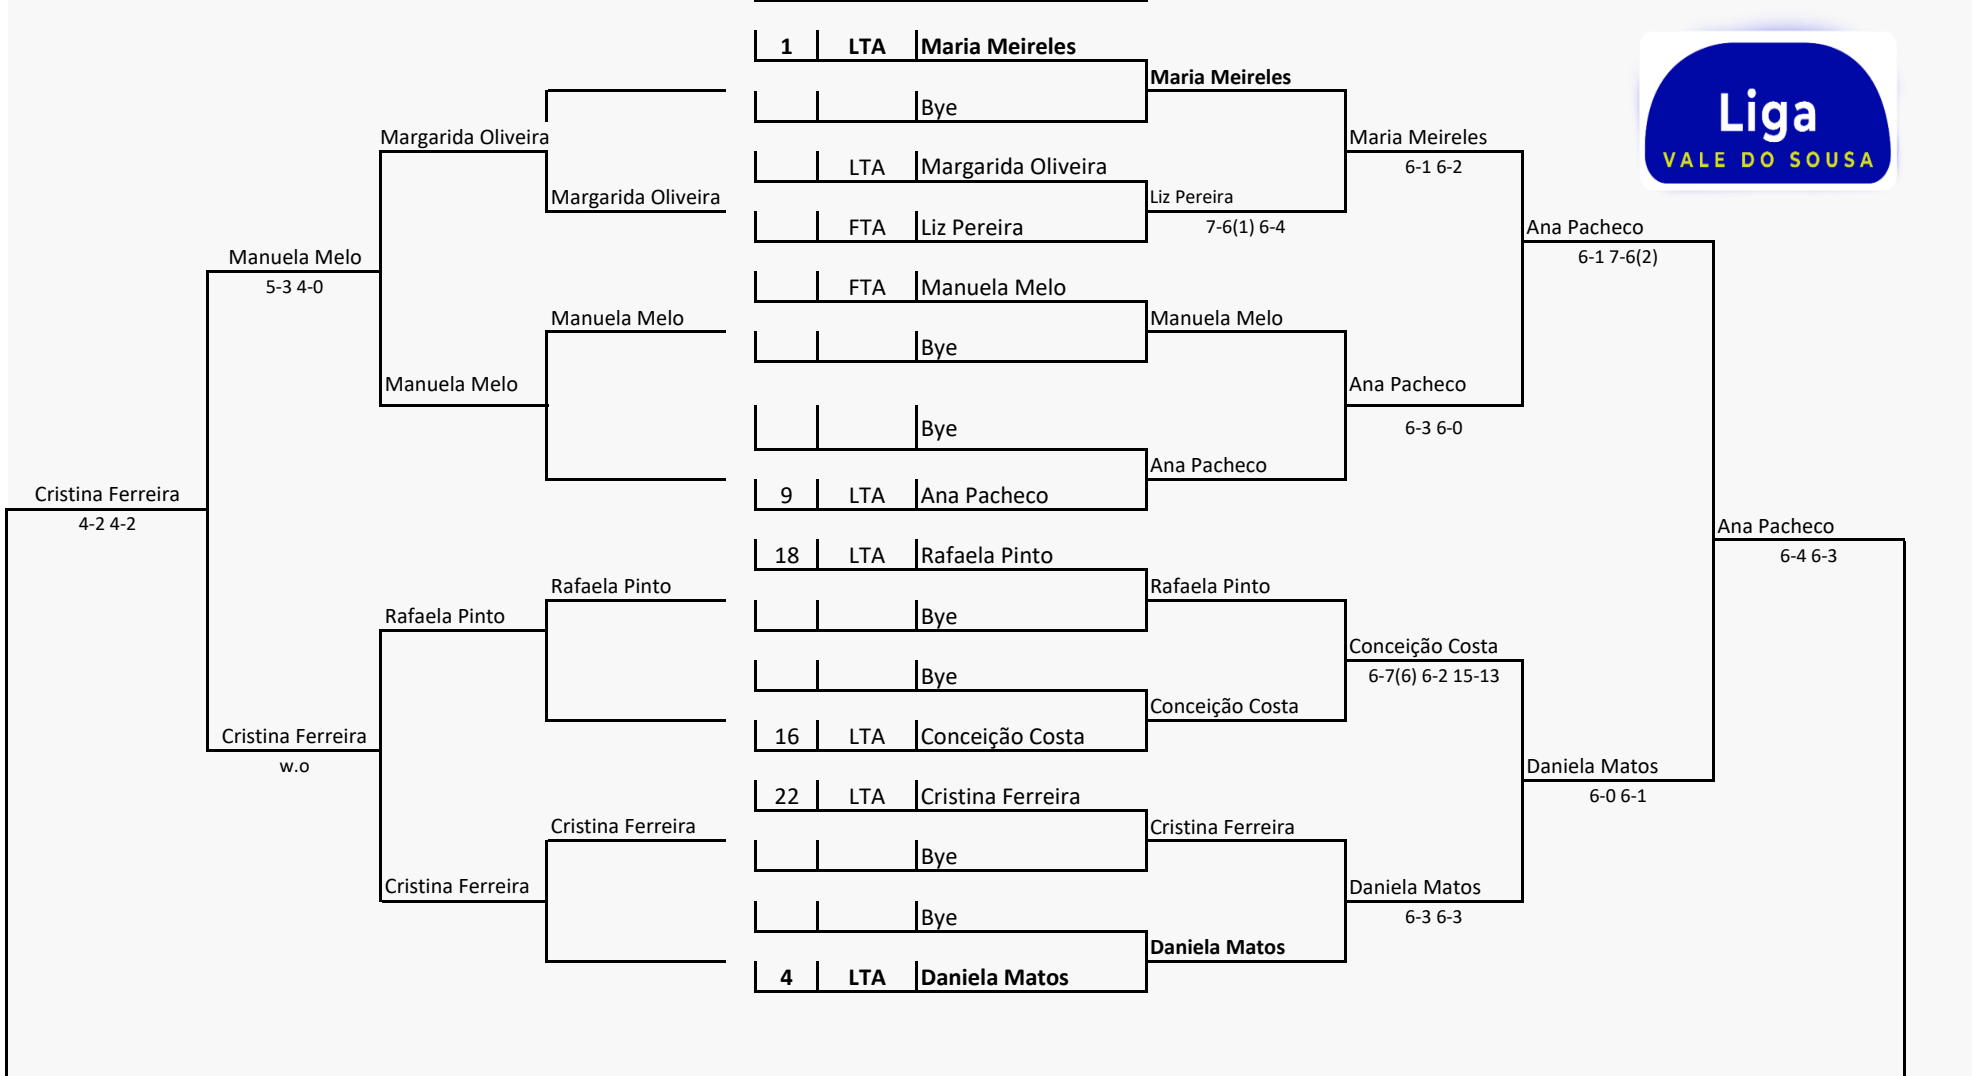 1 LTA Maria Meireles
Maria Meireles
Bye
Margarida Oliveira
Maria Meireles
6-1 6-2
LTA Margarida Oliveira
Margarida Oliveira
Liz Pereira
7-6(1) 6-4
FTA Liz Pereira
Ana Pacheco
6-1 7-6(2)
Manuela Melo
5-3 4-0
FTA Manuela Melo
Manuela Melo
Manuela Melo
Bye
Manuela Melo
Ana Pacheco
6-3 6-0
Bye
Ana Pacheco
9 LTA Ana Pacheco
Cristina Ferreira
4-2 4-2
Ana Pacheco
6-4 6-3
18 LTA Rafaela Pinto
Rafaela Pinto
Rafaela Pinto
Rafaela Pinto
Bye
Conceição Costa
6-7(6) 6-2 15-13
Bye
Conceição Costa
16 LTA Conceição Costa
Cristina Ferreira
w.o
Daniela Matos
6-0 6-1
22 LTA Cristina Ferreira
Cristina Ferreira
Cristina Ferreira
Bye
Cristina Ferreira
Daniela Matos
6-3 6-3
Bye
Daniela Matos
4 LTA Daniela Matos
Liga
VALE DO SOUSA